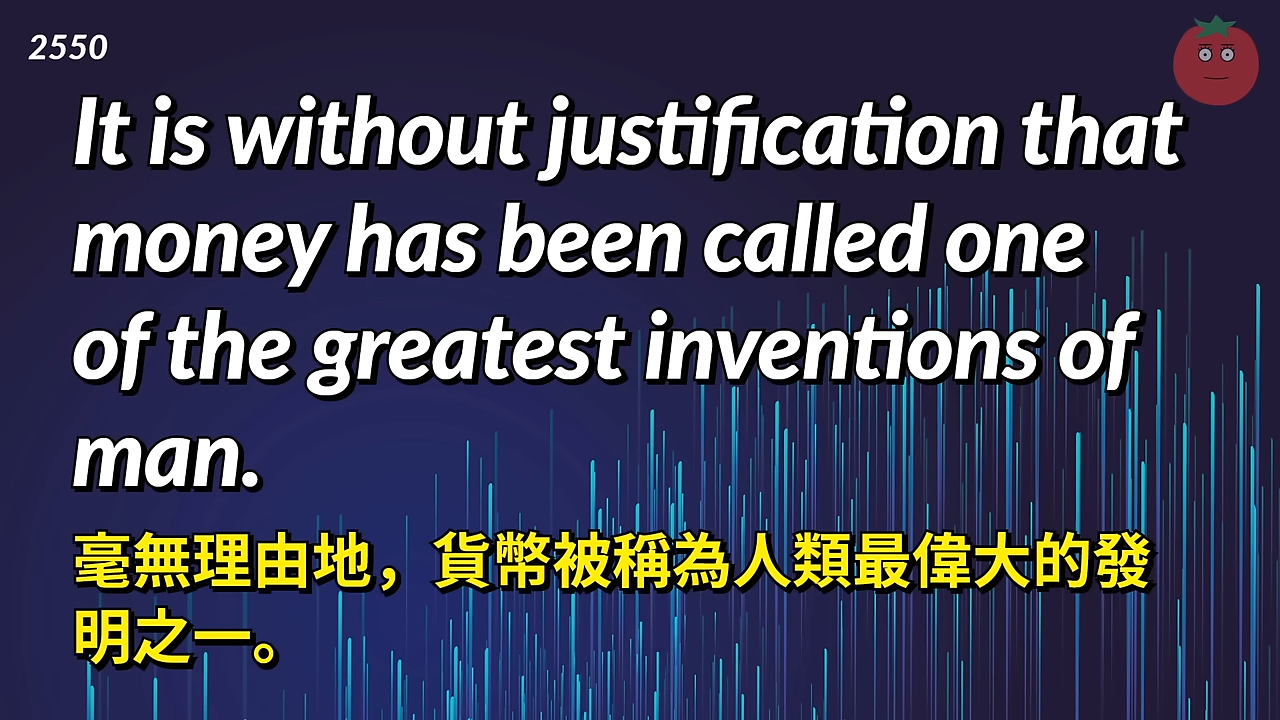 2550
It is without justification that
money has been called one
of the greatest inventions of
man.
毫無理由地，貨幣被稱為人類最偉大的發
明之一。